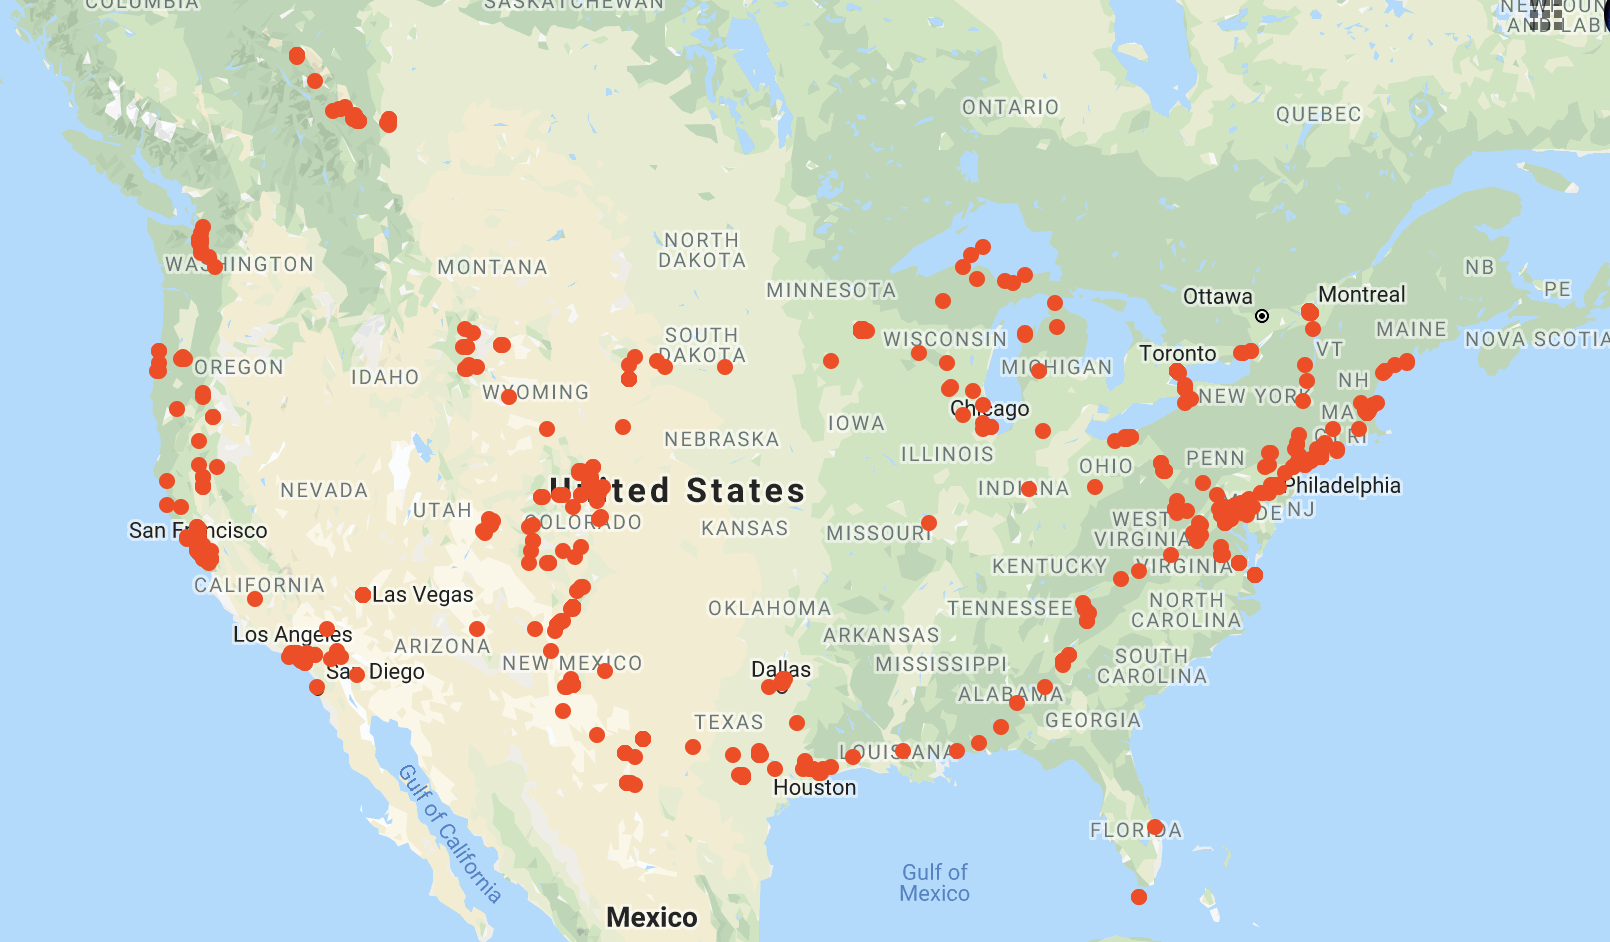 COLUMBIA
SASKATCHEWAN
ONTARIO
QUEBEC
NORTH
DAKOTA
WASHINGTON
MONTANA
NB
MINNESOTA
PE
Ottawa
Montreal
SOUTH
DAKOTA
WISCONSIN
MAINE
NOVA SCOTIA
Toronto
VT
OREGON
IDAHO
MICHIGAN
NH
WYOMING
NEW YORK
Chicago
MA
IOWA
NEBRASKA
CT RI
ILLINOIS
OHIO
PENN
United States
NEVADA
INDIANA
Philadelphia
UTAH
COLORADO
DE
NJ
San Francisco
KANSAS
MISSOURI
WEST
VIRGINIA
CALIFORNIA
KENTUCKY
VIRGINIA
Las Vegas
OKLAHOMA
TENNESSEE
NORTH
CAROLINA
Los Angeles
ARIZONA
ARKANSAS
NEW MEXICO
MISSISSIPPI
SOUTH
CAROLINA
San Diego
Dallas
ALABAMA
TEXAS
GEORGIA
LOUISIANA
Houston
Gulf of California
FLORIDA
Gulf of
Mexico
Mexico